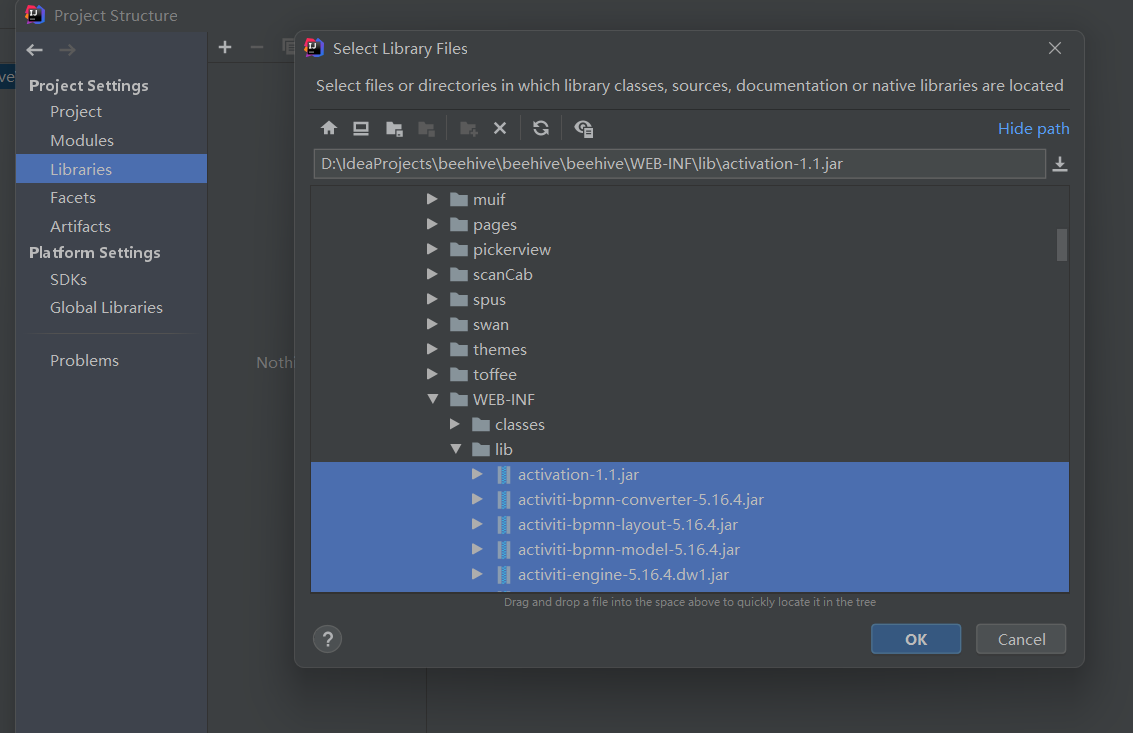 Project Structure
Select Library Files
Select files or directories in which library classes, sources, documentation or native libraries are located
Hide path
D:\IdeaProjects\beehive\beehive\beehive\WEB-INF\lib\activation-1.1.jar
Project Settings
Project
Modules
Libraries
Facets
Artifacts
Platform Settings
SDKs
Global Libraries
Problems
Nothi
muif
pages
pickerview
scanCab
spus
swan
themes
toffee
WEB-INF
classes
lib
activation-1.1.jar
activiti-bpmn-converter-5.16.4.jar
activiti-bpmn-layout-5.16.4.jar
activiti-bpmn-model-5.16.4.jar
activiti-engine-5.16.4.dw1.jar
Drag and drop a file into the space above to quickly locate it in the tree
?
OK
Cancel